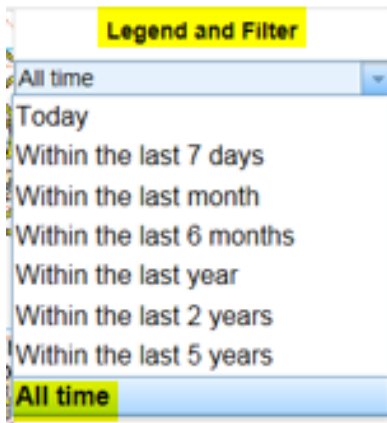 Legend and Filter
All time
Today
Within the last 7 days
Within the last month
Within the last 6 months
Within the last year
Within the last 2 years
Within the last 5 years
All time